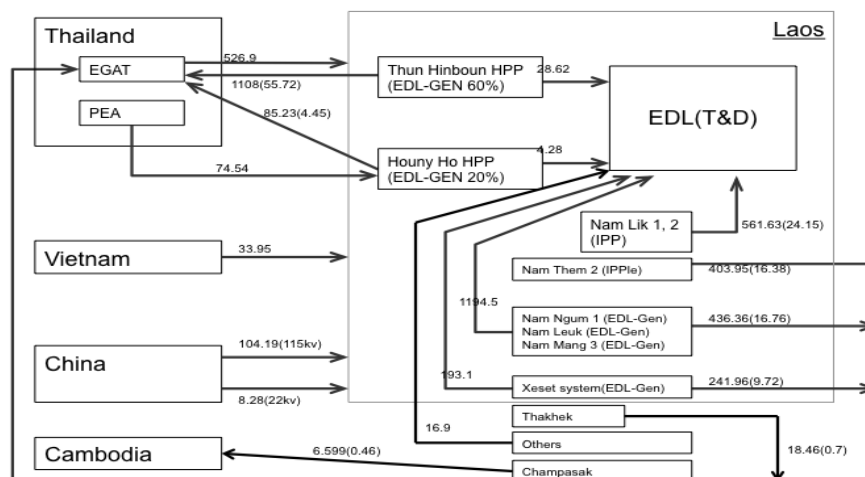 Laos
Thailand
EGAT
526.9
1108(55.72)
Thun Hinboun HPP
(EDL-GEN 60%)
28.62
EDL(T&D)
PEA
85.23(4.45)
74.54
Houny Ho HPP
(EDL-GEN 20%)
4.28
Nam Lik 1, 2
(IPP)
561.63(24.15)
Vietnam
33.95
Nam Them 2 (IPPIe)
403.95(16.38)
1194.5
Nam Ngum 1 (EDL-Gen)
Nam Leuk (EDL-Gen)
Nam Mang 3 (EDL-Gen)
436.36(16.76)
China
104.19(115kv)
8.28(22kv)
193.1
Xeset system(EDL-Gen)
241.96(9.72)
Thakhek
16.9
Others
18.46(0.7)
Cambodia
6.599(0.46)
Champasak